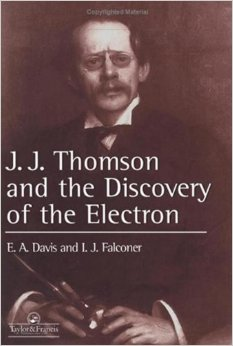 Copyrighted Material
J. J. Thomson
and the Discovery
of the Electron
E. A. Davis and I. J. Falconer
Taylor & Francis